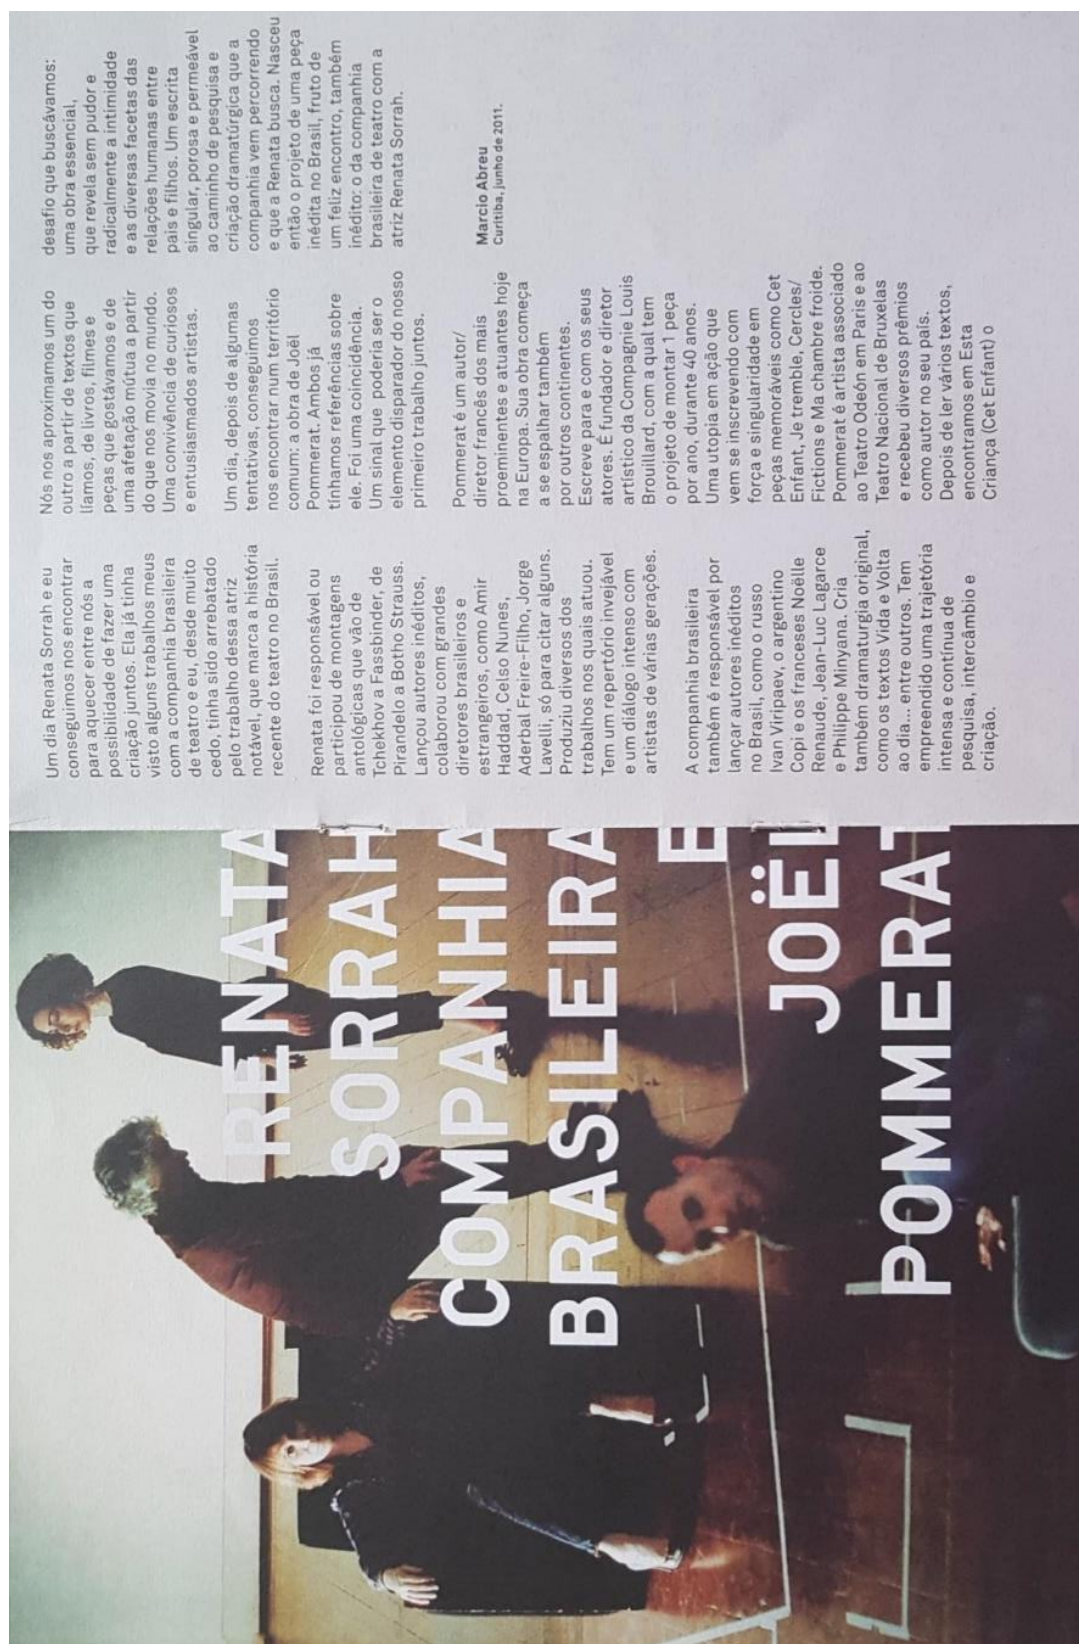 RENATA
SORRAH
COMPANHIA
BRASILEIRA
E
JOËL
POMMERAT
Um dia Renata Sorrah e eu
conseguimos nos encontrar
para aquecer entre nós a
possibilidade de fazer uma
criação juntos. Ela já tinha
visto alguns trabalhos meus
com a companhia brasileira
de teatro e eu, desde muito
cedo, tinha sido arrebatado
pelo trabalho dessa atriz
notável, que marca a história
recente do teatro no Brasil.
Renata foi responsável ou
participou de montagens
antológicas que vão de
Tchekhov a Fassbinder, de
Pirandelo a Botho Strauss.
Lançou autores inéditos,
colaborou com grandes
diretores brasileiros e
estrangeiros, como Amir
Haddad, Celso Nunes,
Aderbal Freire-Filho, Jorge
Lavelli, só para citar alguns.
Produziu diversos dos
trabalhos nos quais atuou.
Tem um repertório invejável
e um diálogo intenso com
artistas de várias gerações.
A companhia brasileira
também é responsável por
lançar autores inéditos
no Brasil, como o russo
Ivan Viripaev, o argentino
Copi e os franceses Noëlle
Renaude, Jean-Luc Lagarce
e Philippe Minyana. Cria
também dramaturgia original,
como os textos Vida e Volta
ao dia... entre outros. Tem
empreendido uma trajetória
intensa e contínua de
pesquisa, intercâmbio e
criação.
Nós nos aproximamos um do
outro a partir de textos que
líamos, de livros, filmes e
peças que gostávamos e de
uma afetação mútua a partir
do que nos movia no mundo.
Uma convivência de curiosos
e entusiasmados artistas.
Um dia, depois de algumas
tentativas, conseguimos
nos encontrar num território
comum: a obra de Joël
Pommerat. Ambos já
tínhamos referências sobre
ele. Foi uma coincidência.
Um sinal que poderia ser o
elemento disparador do nosso
primeiro trabalho juntos.
Pommerat é um autor/
diretor francês dos mais
proeminentes e atuantes hoje
na Europa. Sua obra começa
a se espalhar também
por outros continentes.
Escreve para e com os seus
atores. É fundador e diretor
artístico da Compagnie Louis
Brouillard, com a qual tem
o projeto de montar 1 peça
por ano, durante 40 anos.
Uma utopia em ação que
vem se inscrevendo com
força e singularidade em
peças memoráveis como Cet
Enfant, Je tremble, Cercles/
Fictions e Ma chambre froide.
Pommerat é artista associado
ao Teatro Odeón em Paris e ao
Teatro Nacional de Bruxelas
e recebeu diversos prêmios
como autor no seu país.
Depois de ler vários textos,
encontramos em Esta
Criança (Cet Enfant) o
desafio que buscávamos:
uma obra essencial,
que revela sem pudor e
radicalmente a intimidade
e as diversas facetas das
relações humanas entre
pais e filhos. Um escrita
singular, porosa e permeável
ao caminho de pesquisa e
criação dramatúrgica que a
companhia vem percorrendo
e que a Renata busca. Nasceu
então o projeto de uma peça
inédita no Brasil, fruto de
um feliz encontro, também
inédito: o da companhia
brasileira de teatro com a
atriz Renata Sorrah.
Marcio Abreu
Curitiba, junho de 2011.